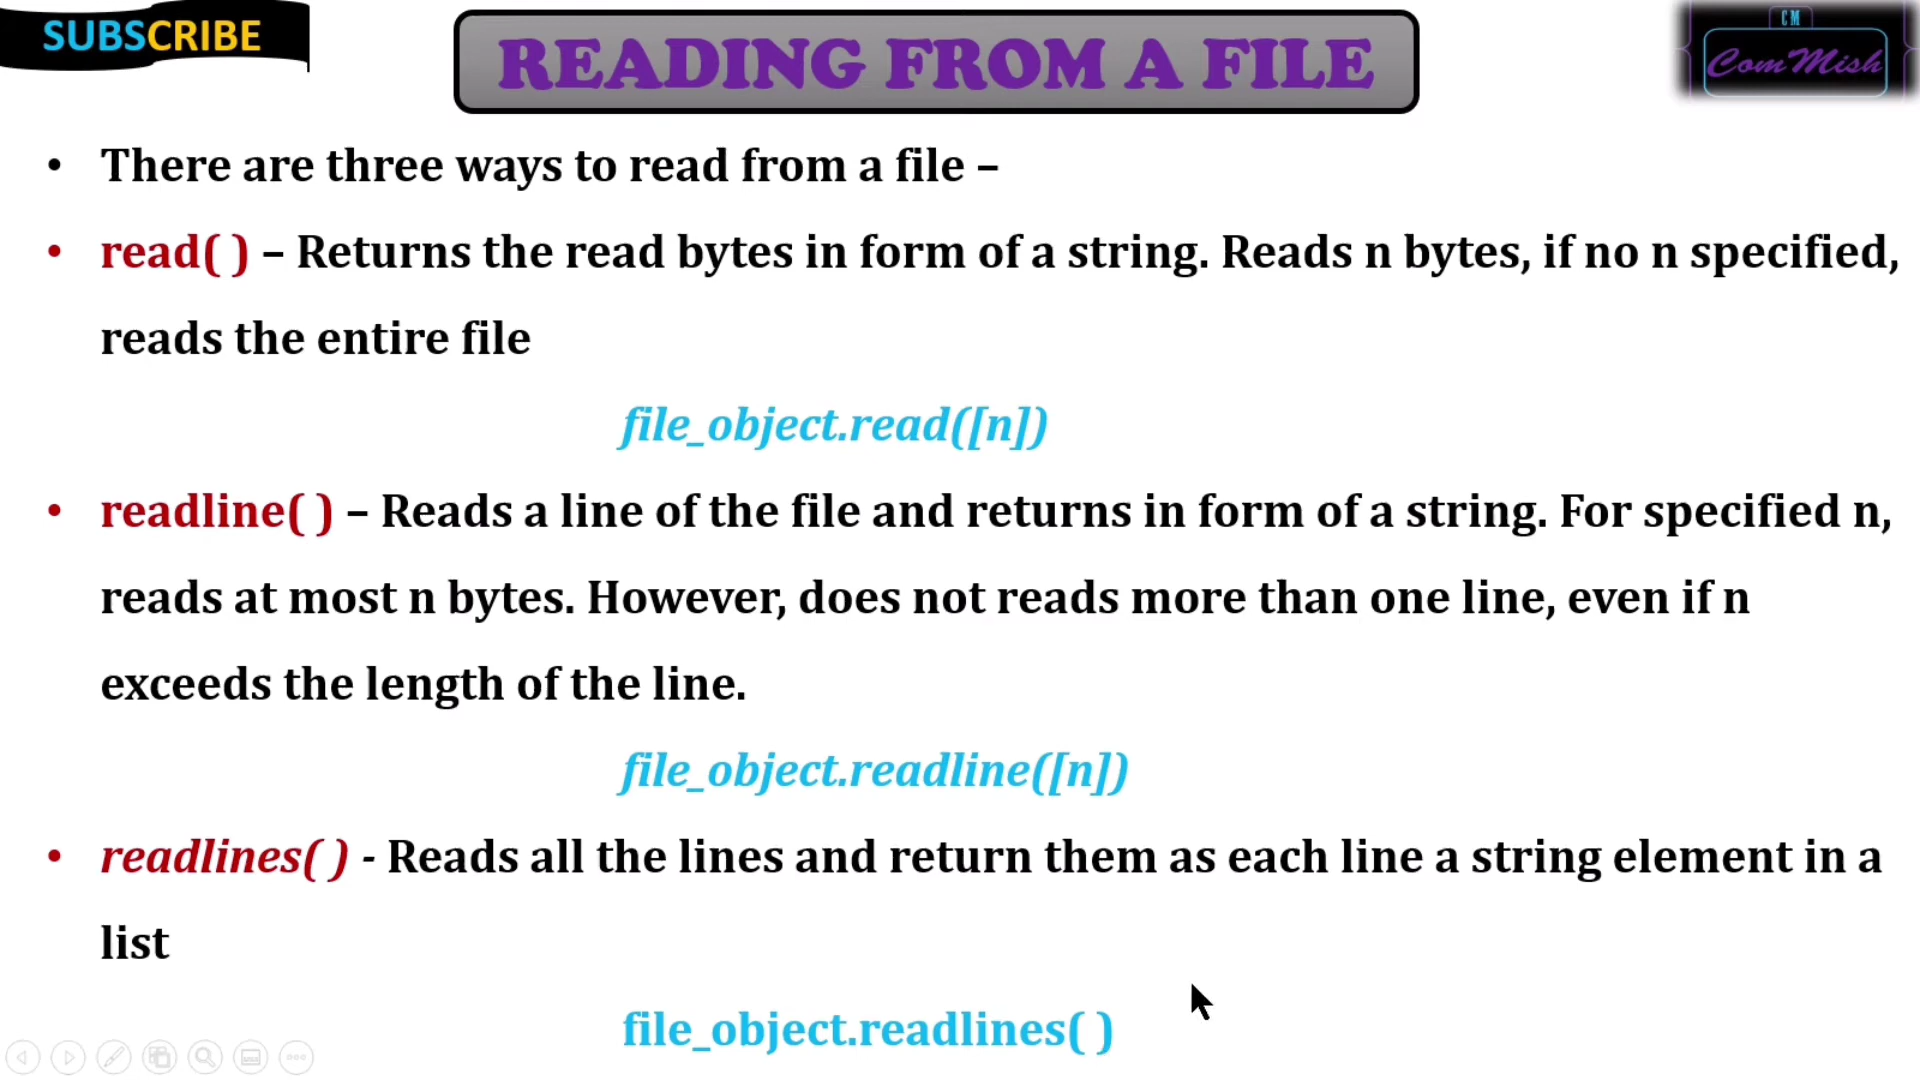 SUBSCRIBE
READING FROM A FILE
CM
ComMish
• There are three ways to read from a file –
• read( ) – Returns the read bytes in form of a string. Reads n bytes, if no n specified,
reads the entire file
file_object.read([n])
• readline( ) – Reads a line of the file and returns in form of a string. For specified n,
reads at most n bytes. However, does not reads more than one line, even if n
exceeds the length of the line.
file_object.readline([n])
• readlines( ) - Reads all the lines and return them as each line a string element in a
list
file_object.readlines( )